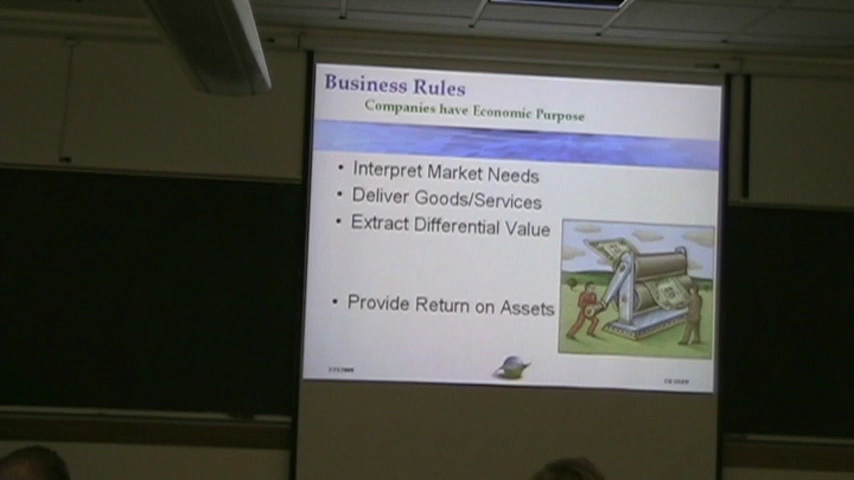 Business Rules
Companies have Economic Purpose
• Interpret Market Needs
• Deliver Goods/Services
• Extract Differential Value
• Provide Return on Assets